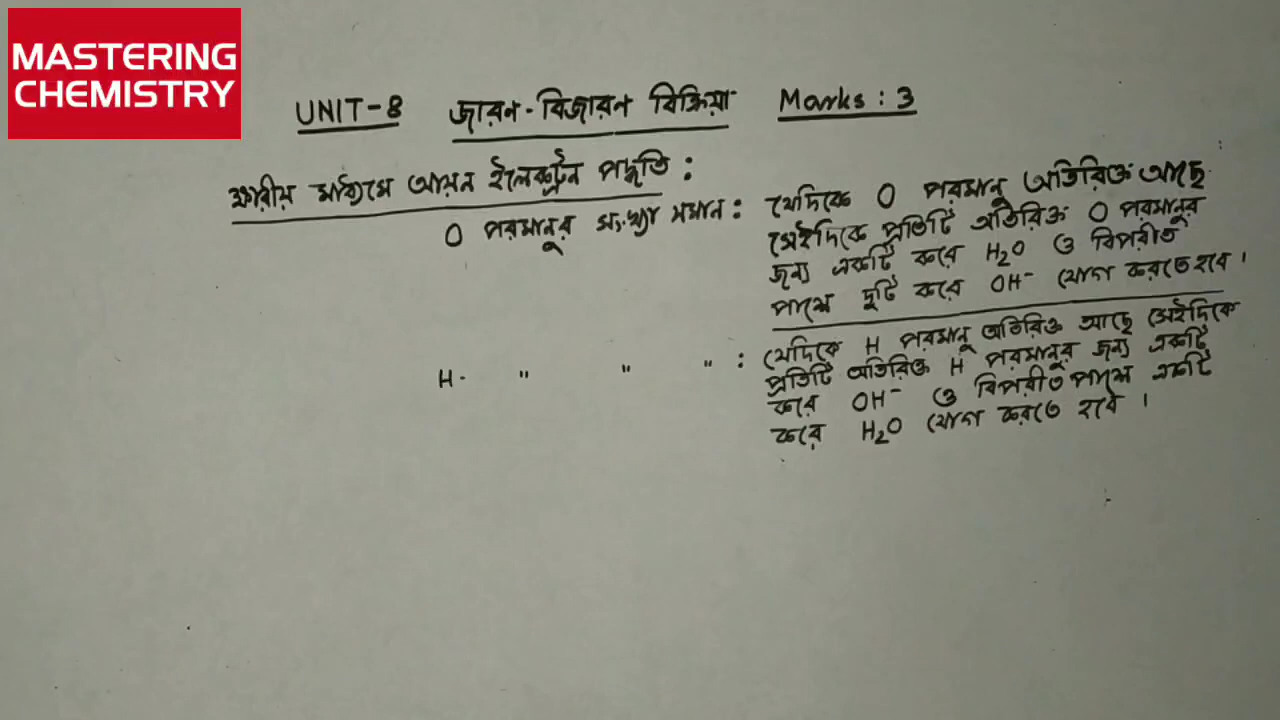 MASTERING
CHEMISTRY
UNIT-8 জারন-বিজারন বিক্রিয়া Marks : 3
ক্ষারীয় মাধ্যমে আয়ন ইলেকট্রন পদ্ধতি :
O পরমানুর সংখ্যা সমান : যেদিকে O পরমানু অতিরিক্ত আছে
সেইদিকে প্রতিটি অতিরিক্ত O পরমানুর
জন্য একটি করে H₂O ও বিপরীত
পাশে দুটি করে OH⁻ যোগ করতে হবে।
H. " " " : যেদিকে H পরমানু অতিরিক্ত আছে সেইদিকে
প্রতিটি অতিরিক্ত H পরমানুর জন্য একটি
করে OH⁻ ও বিপরীত পাশে একটি
করে H₂O যোগ করতে হবে।